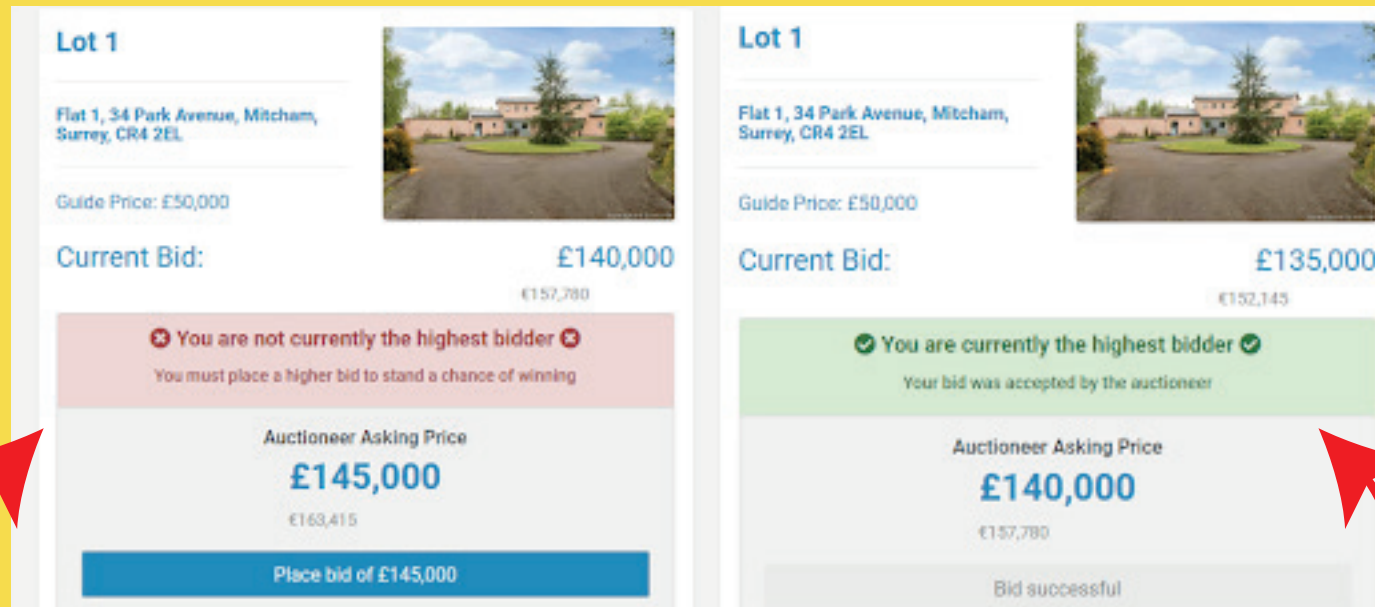 Lot 1
Flat 1, 34 Park Avenue, Mitcham,
Surrey, CR4 2EL
Guide Price: £50,000
Current Bid:
£140,000
€157,780
You are not currently the highest bidder
You must place a higher bid to stand a chance of winning
Auctioneer Asking Price
£145,000
€163,415
Place bid of £145,000
Lot 1
Flat 1, 34 Park Avenue, Mitcham,
Surrey, CR4 2EL
Guide Price: £50,000
Current Bid:
£135,000
€152,145
You are currently the highest bidder
Your bid was accepted by the auctioneer
Auctioneer Asking Price
£140,000
€157,780
Bid successful